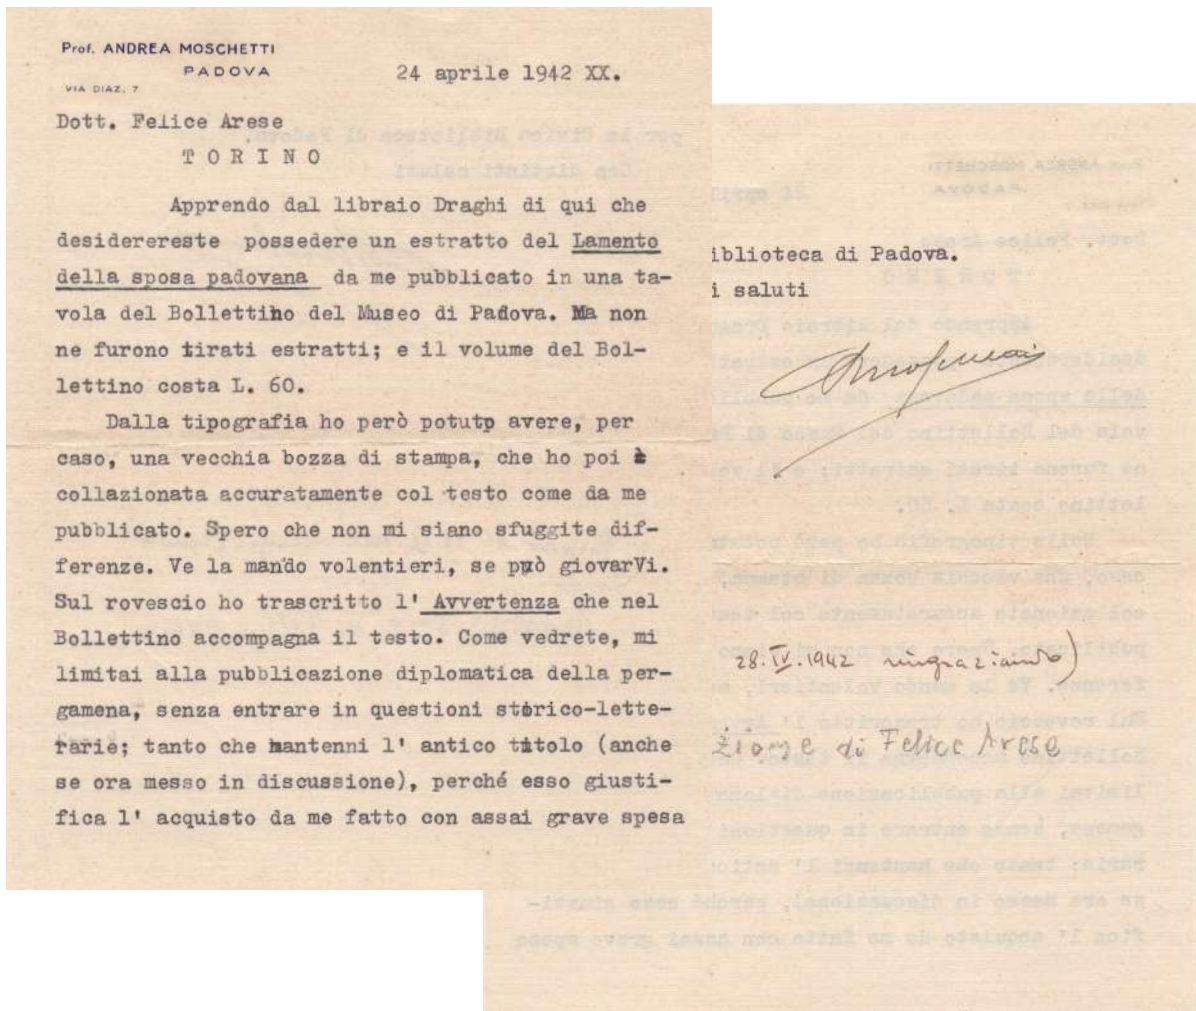 Prof. ANDREA MOSCHETTI
PADOVA
VIA DIAZ, 7
24 aprile 1942 XX.
Dott. Felice Arese
TORINO
Apprendo dal libraio Draghi di qui che
desiderereste possedere un estratto del Lamento
della sposa padovana da me pubblicato in una ta-
vola del Bollettino del Museo di Padova. Ma non
ne furono tirati estratti; e il volume del Bol-
lettino costa L. 60.
Dalla tipografia ho però potuto avere, per
caso, una vecchia bozza di stampa, che ho poi
collazionata accuratamente col testo come da me
pubblicato. Spero che non mi siano sfuggite dif-
ferenze. Ve la mando volentieri, se può giovarVi.
Sul rovescio ho trascritto l' Avvertenza che nel
Bollettino accompagna il testo. Come vedrete, mi
limitai alla pubblicazione diplomatica della per-
gamena, senza entrare in questioni storico-lette-
rarie; tanto che mantenni l' antico titolo (anche
se ora messo in discussione), perché esso giusti-
fica l' acquisto da me fatto con assai grave spesa
iblioteca di Padova.
i saluti
28.IV.1942 ringraziando)
zione di Felice Arese